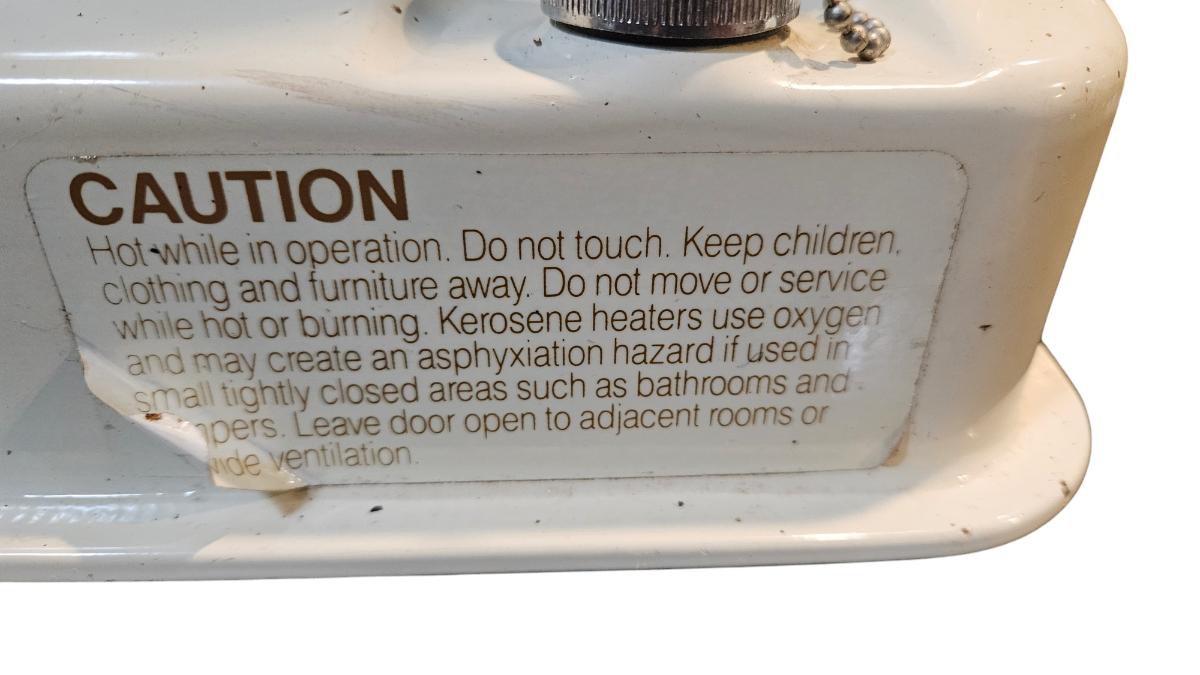 CAUTION
Hot while in operation. Do not touch. Keep children,
clothing and furniture away. Do not move or service
while hot or burning. Kerosene heaters use oxygen
and may create an asphyxiation hazard if used in
small tightly closed areas such as bathrooms and
Leave door open to adjacent rooms or
ventilation.